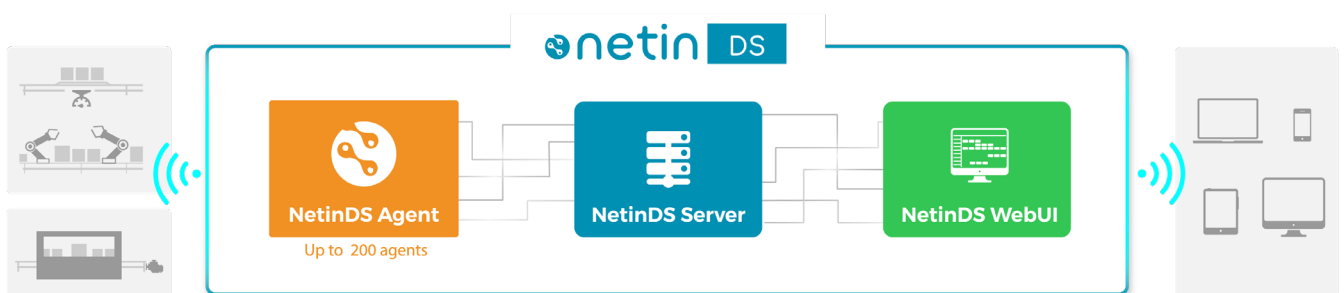 netin DS
NetinDS Agent
NetinDS Server
NetinDS WebUI
Up to 200 agents